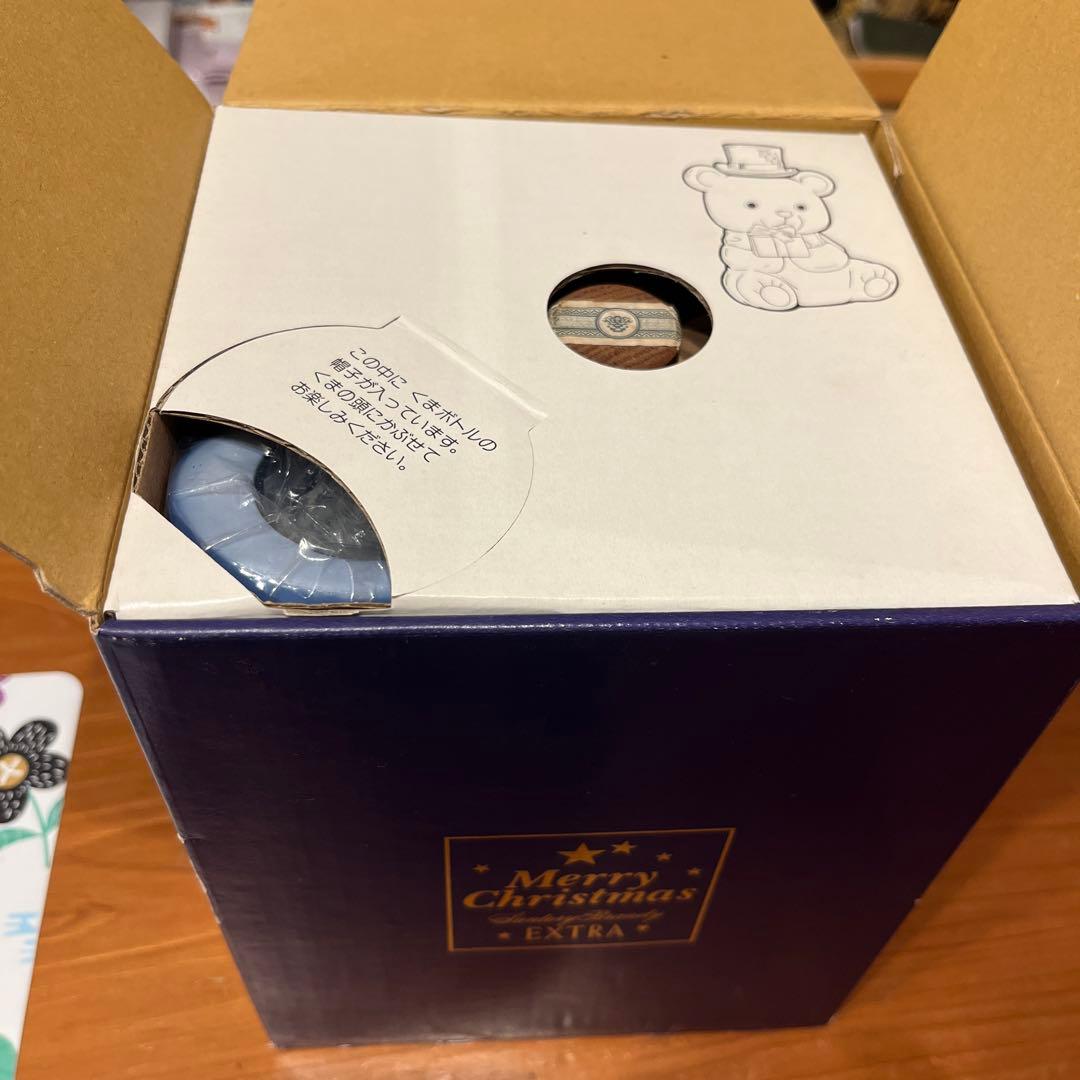 この中に くまボトルの
帽子が入っています。
くまの頭にかぶせて
お楽しみください。
Merry
Christmas
Suntory Brandy
EXTRA